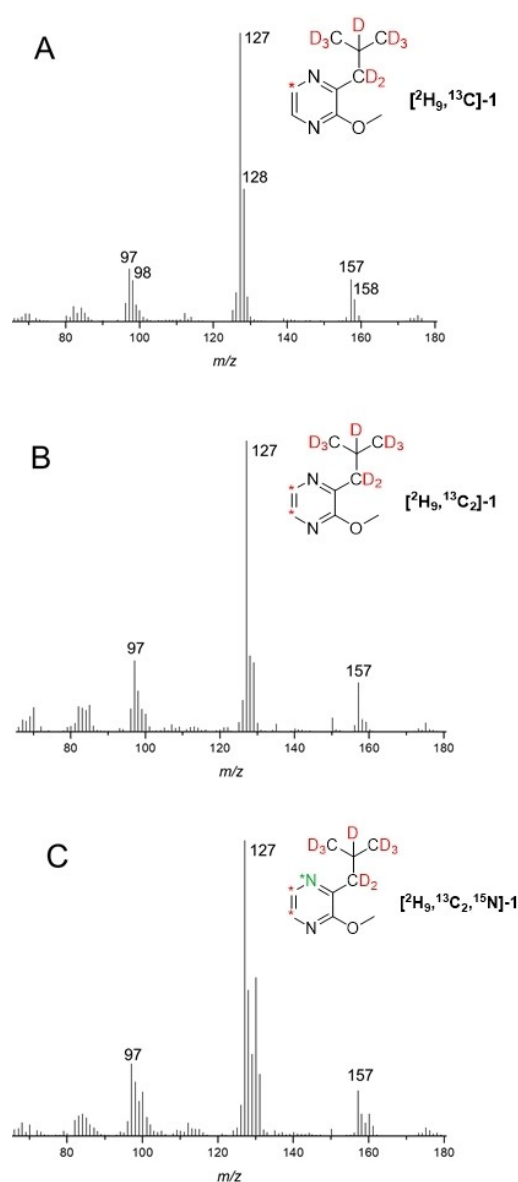 A
127
D
D₃C
CD₃
CD₂
* N
N O
[²H₉,¹³C]-1
128
97
98
157
158
80 100 120 140 160 180
m/z
B
127
D
D₃C
CD₃
CD₂
* N
* N O
[²H₉,¹³C₂]-1
97
157
80 100 120 140 160 180
m/z
C
127
D
D₃C
CD₃
CD₂
*N
*
* N O
[²H₉,¹³C₂,¹⁵N]-1
97
157
80 100 120 140 160 180
m/z